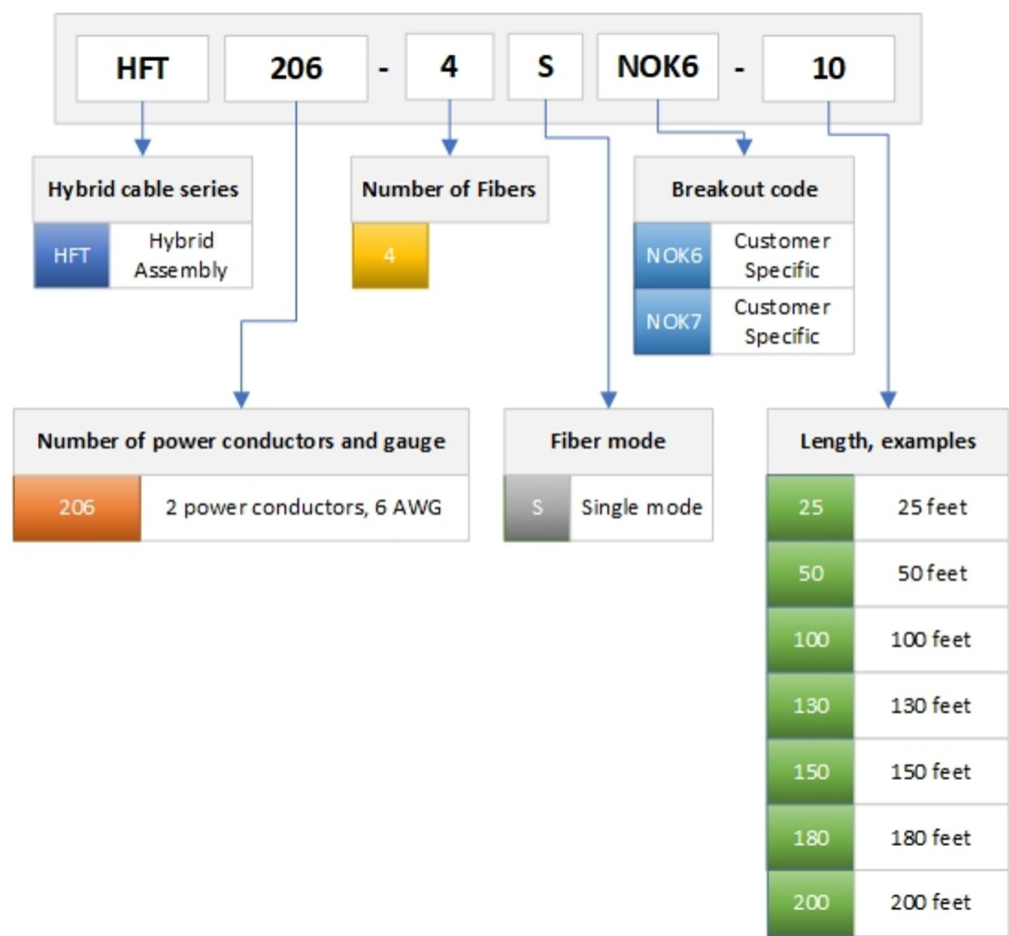 HFT 206 - 4 S NOK6 - 10
Hybrid cable series
HFT Hybrid
Assembly
Number of Fibers
4
Breakout code
NOK6 Customer
Specific
NOK7 Customer
Specific
Number of power conductors and gauge
206 2 power conductors, 6 AWG
Fiber mode
S Single mode
Length, examples
25 25 feet
50 50 feet
100 100 feet
130 130 feet
150 150 feet
180 180 feet
200 200 feet